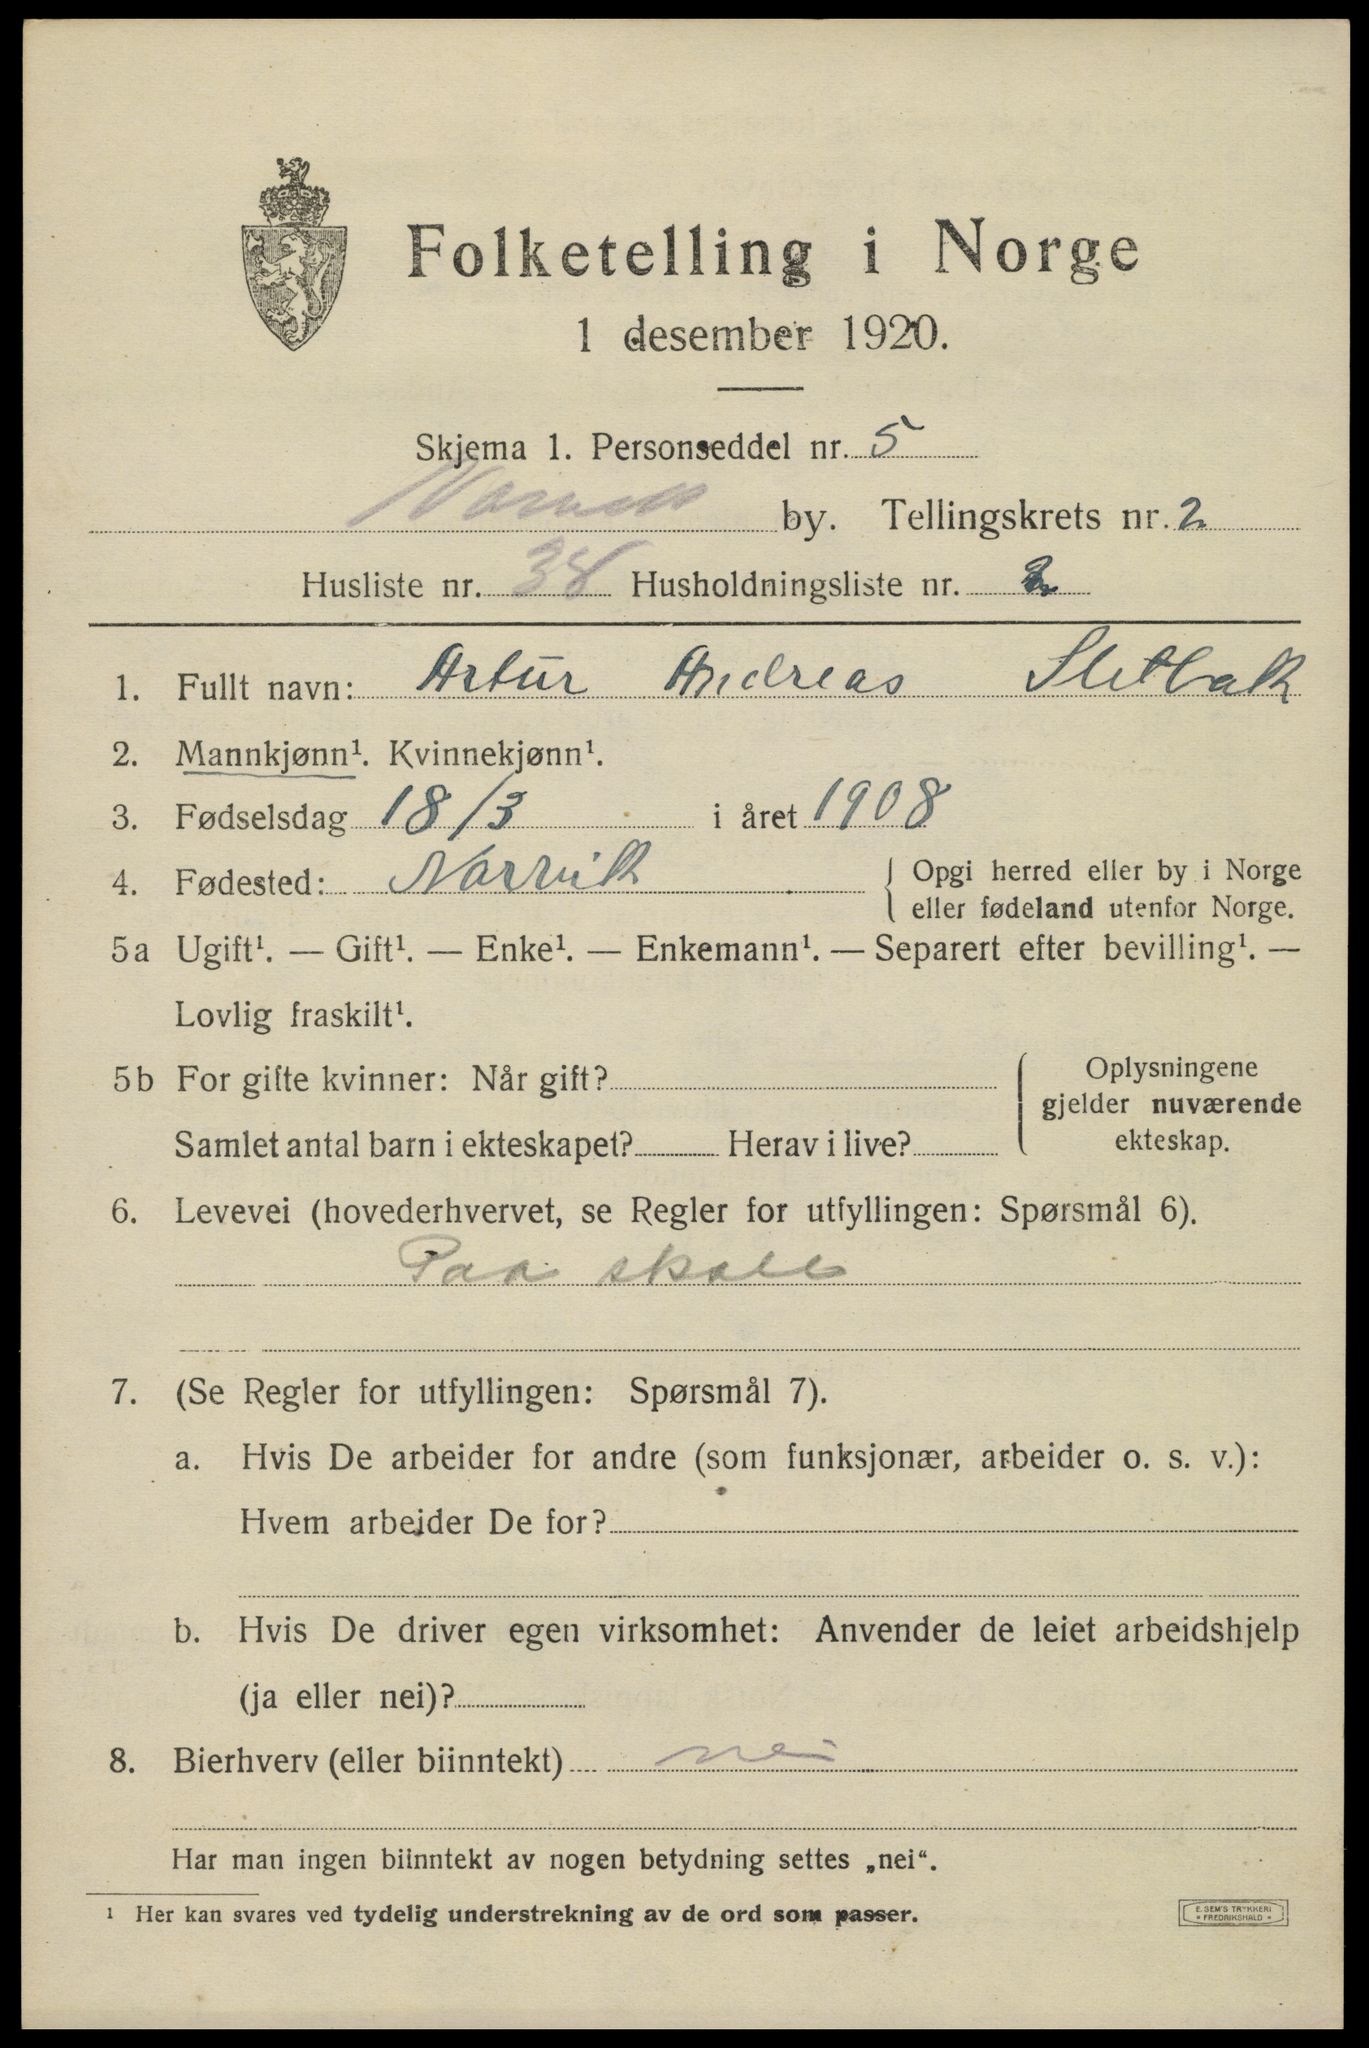 Folketelling i Norge
1 desember 1920.
Skjema 1. Personseddel nr. 5
by. Tellingskrets nr. 2
Husliste nr. 38 Husholdningsliste nr. 2
1. Fullt navn: Artur Andreas Sletbak
2. Mannkjønn¹. Kvinnekjønn¹.
3. Fødselsdag 18/3 i året 1908
4. Fødested: Narvik { Opgi herred eller by i Norge
eller fødeland utenfor Norge.
5a Ugift¹. — Gift¹. — Enke¹. — Enkemann¹. — Separert efter bevilling¹. —
Lovlig fraskilt¹.
5b For gifte kvinner: Når gift?
Samlet antal barn i ekteskapet? Herav i live?
Oplysningene
gjelder nuværende
ekteskap.
6. Levevei (hovederhvervet, se Regler for utfyllingen: Spørsmål 6).
Paa skole
7. (Se Regler for utfyllingen: Spørsmål 7).
a. Hvis De arbeider for andre (som funksjonær, arbeider o. s. v.):
Hvem arbeider De for?
b. Hvis De driver egen virksomhet: Anvender de leiet arbeidshjelp
(ja eller nei)?
8. Bierhverv (eller biinntekt) nei
Har man ingen biinntekt av nogen betydning settes „nei“.
¹ Her kan svares ved tydelig understrekning av de ord som passer.
E. SEM'S TRYKKERI
* FREDRIKSHALD *